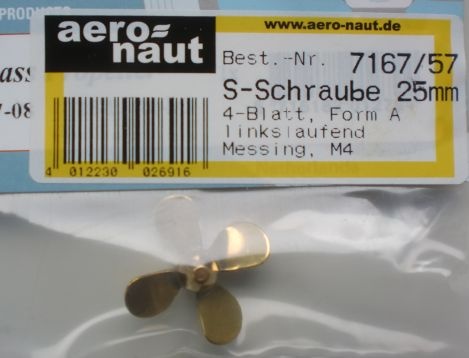 PRODUCTS
aero-
naut
www.aero-naut.de
Best.-Nr. 7167/57
S-Schraube 25mm
4-Blatt, Form A
linkslaufend
Messing, M4
4 012230 026916